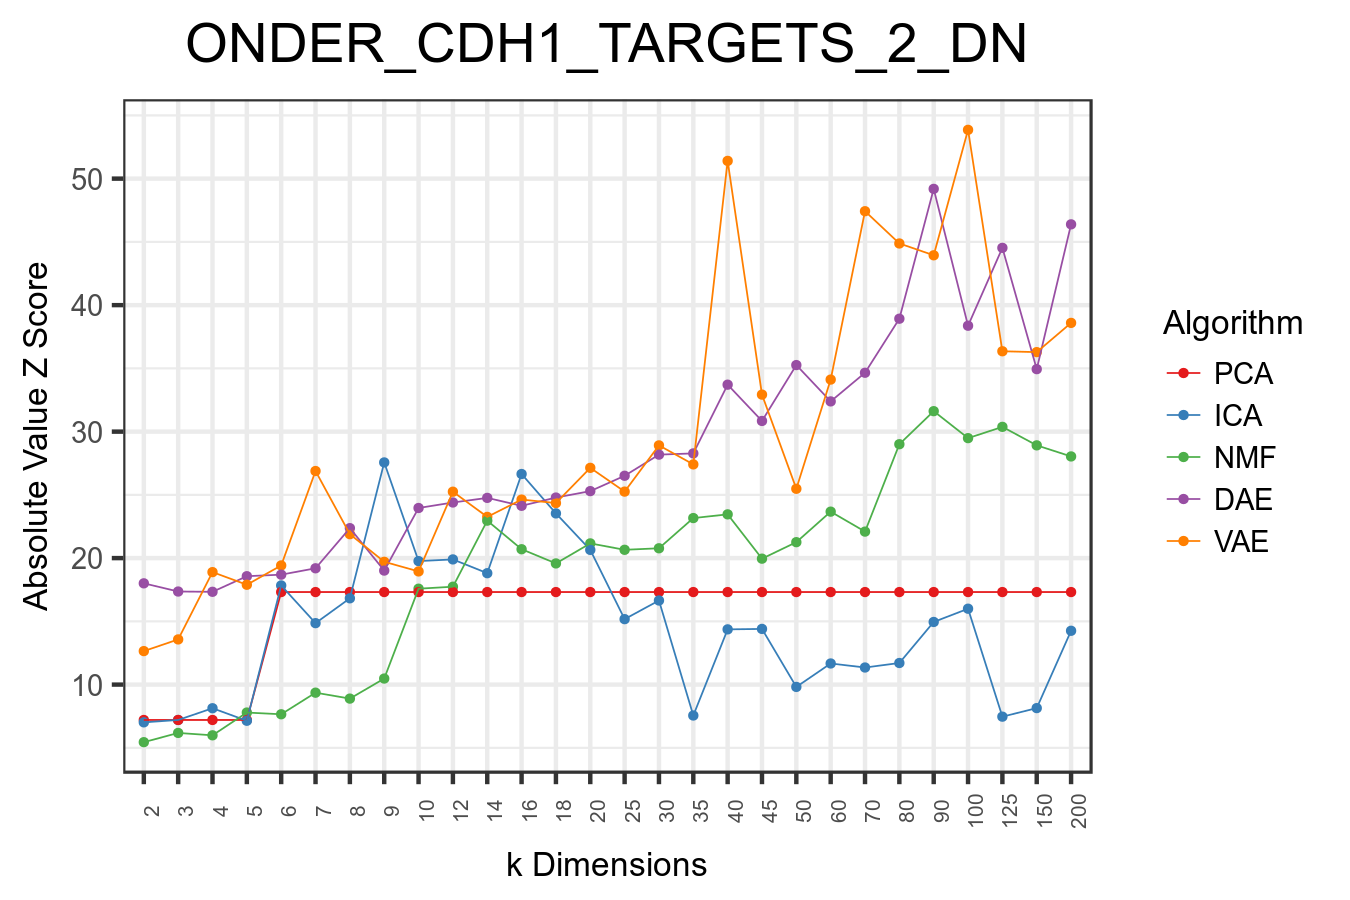 ONDER_CDH1_TARGETS_2_DN
Absolute Value Z Score
50
40
30
20
10
2 3 4 5 6 7 8 9 10 12 14 16 18 20 25 30 35 40 45 50 60 70 80 90 100 125 150 200
k Dimensions
Algorithm
PCA
ICA
NMF
DAE
VAE